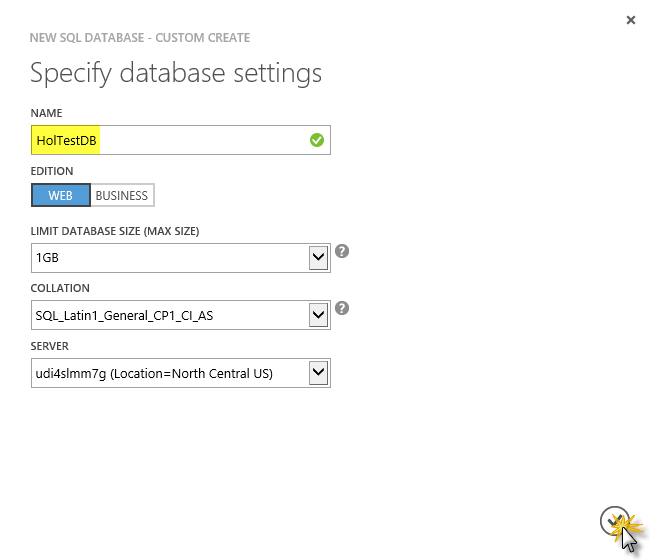 NEW SQL DATABASE - CUSTOM CREATE
Specify database settings
NAME
HolTestDB
EDITION
WEB BUSINESS
LIMIT DATABASE SIZE (MAX SIZE)
1GB
?
COLLATION
SQL_Latin1_General_CP1_CI_AS
?
SERVER
udi4slmm7g (Location=North Central US)